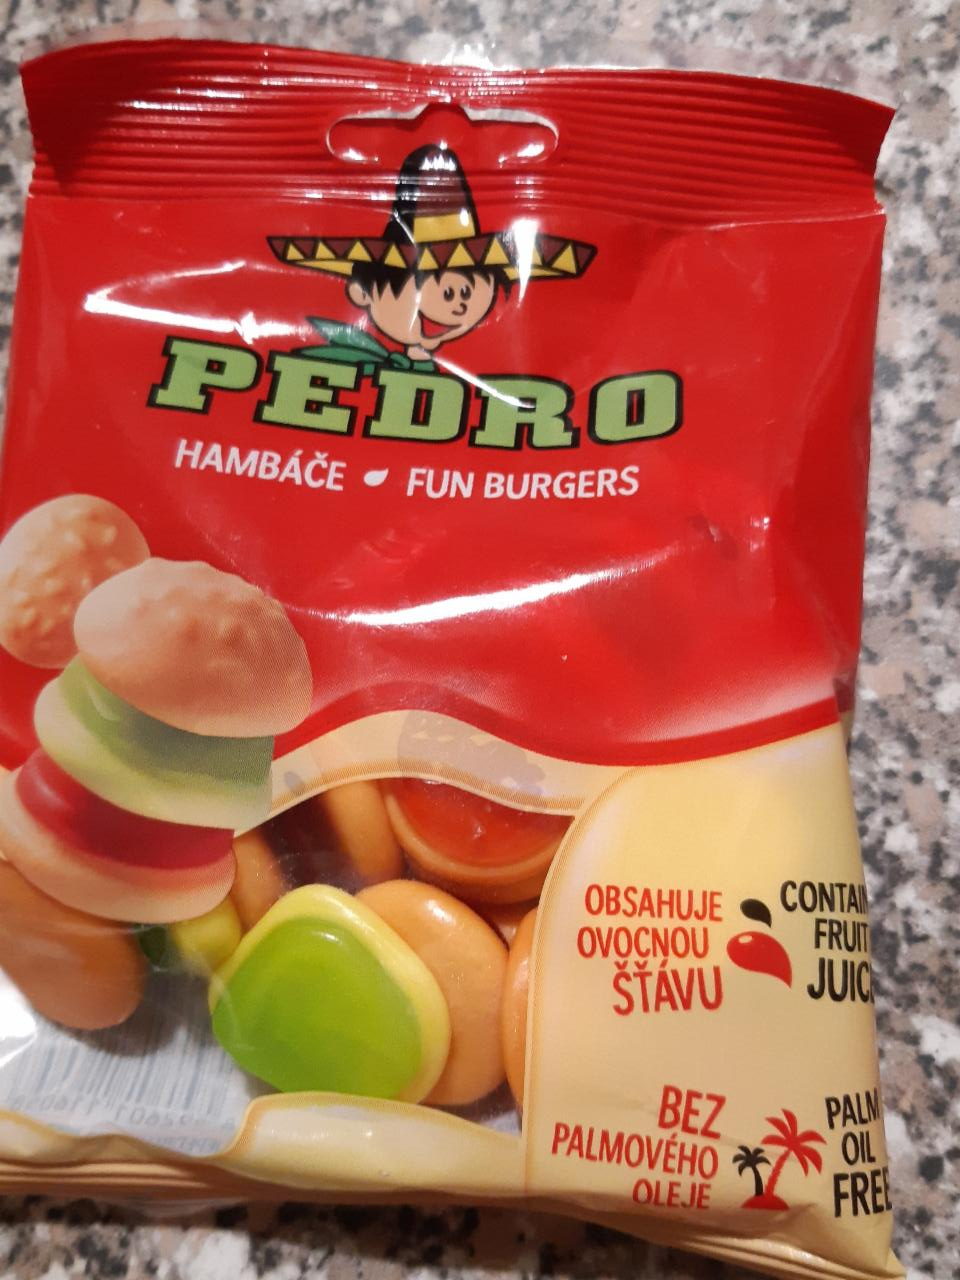 PEDRO
HAMBÁČE FUN BURGERS
OBSAHUJE
OVOCNOU
ŠŤÁVU
CONTAIN
FRUIT
JUIC
BEZ
PALMOVÉHO
OLEJE
PALM
OIL
FREE